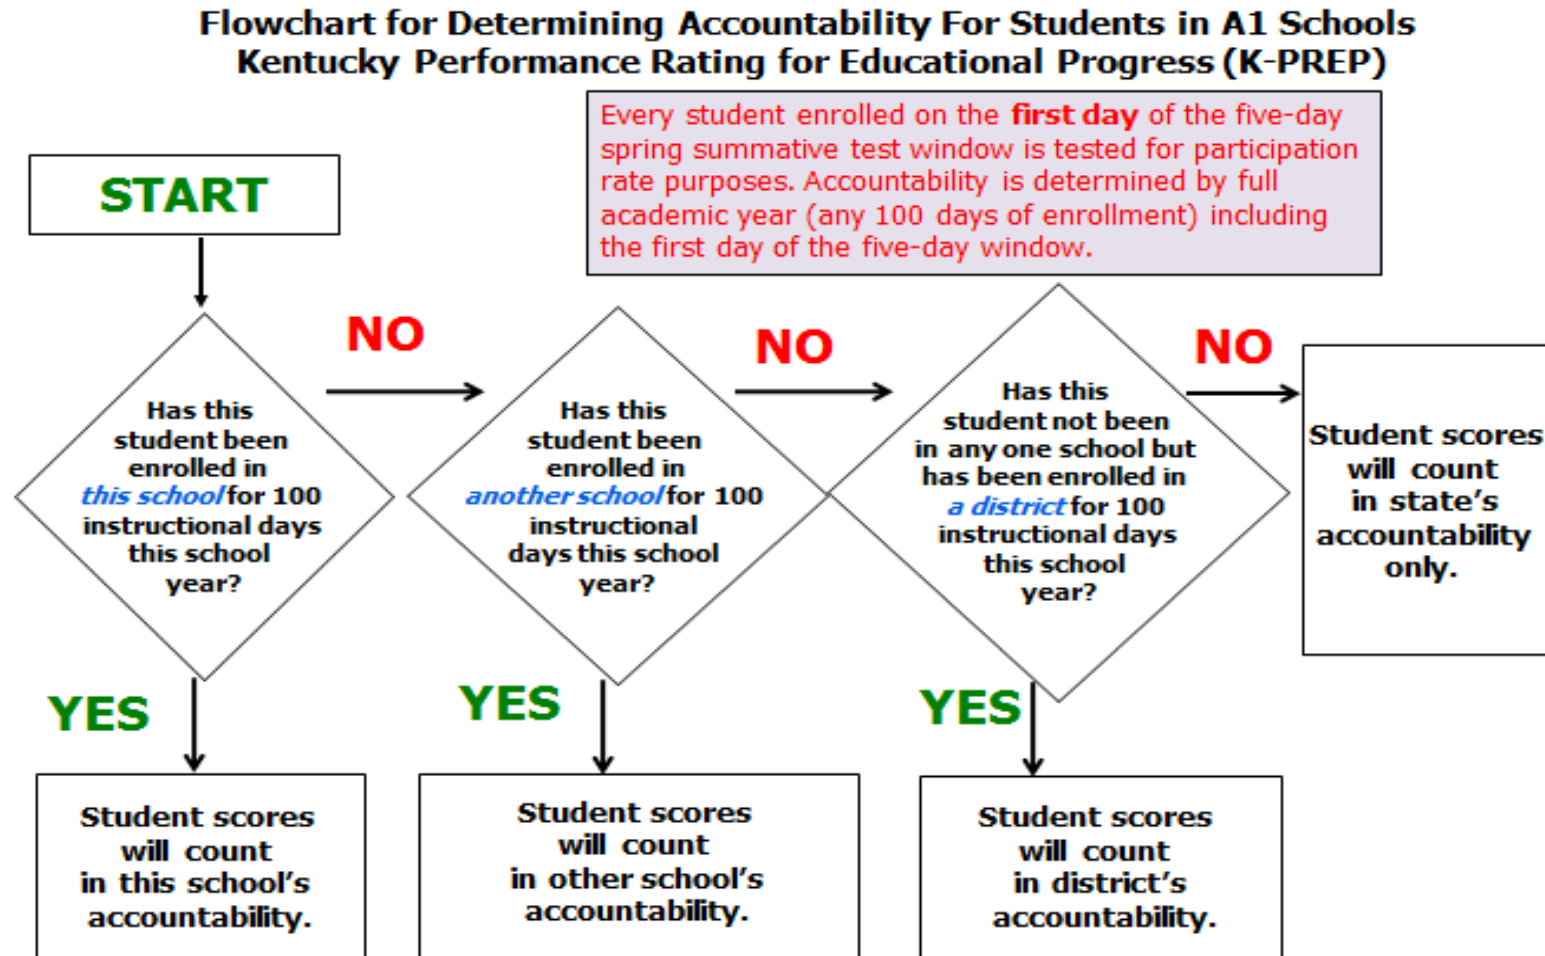 Flowchart for Determining Accountability For Students in A1 Schools
Kentucky Performance Rating for Educational Progress (K-PREP)
Every student enrolled on the first day of the five-day
spring summative test window is tested for participation
rate purposes. Accountability is determined by full
academic year (any 100 days of enrollment) including
the first day of the five-day window.
START
NO
Has this
student been
enrolled in
this school for 100
instructional days
this school
year?
NO
Has this
student been
enrolled in
another school for 100
instructional
days this school
year?
NO
Has this
student not been
in any one school but
has been enrolled in
a district for 100
instructional days
this school
year?
Student scores
will count
in state's
accountability
only.
YES
Student scores
will count
in this school's
accountability.
YES
Student scores
will count
in other school's
accountability.
YES
Student scores
will count
in district's
accountability.